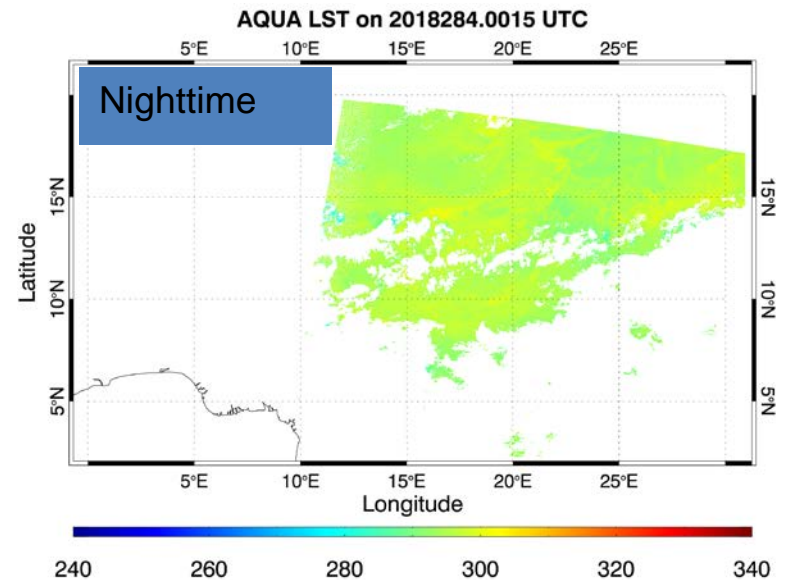 AQUA LST on 2018284.0015 UTC
5°E 10°E 15°E 20°E 25°E
Nighttime
15°N 15°N
Latitude
10°N 10°N
5°N 5°N
5°E 10°E 15°E 20°E 25°E
Longitude
240 260 280 300 320 340